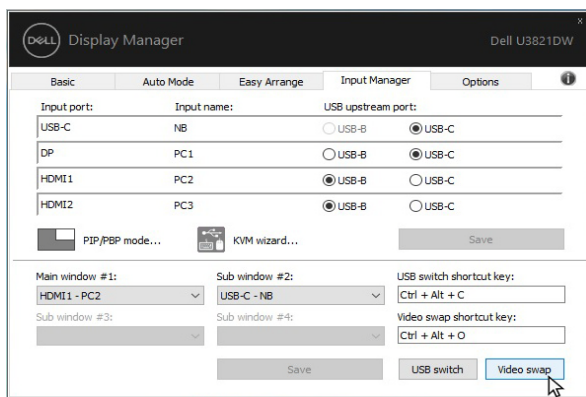 DELL Display Manager Dell U3821DW
Basic Auto Mode Easy Arrange Input Manager Options
Input port: Input name: USB upstream port:
USB-C NB USB-B USB-C
DP PC1 USB-B USB-C
HDMI1 PC2 USB-B USB-C
HDMI2 PC3 USB-B USB-C
PIP/PBP mode... KVM wizard... Save
Main window #1: Sub window #2: USB switch shortcut key:
HDMI1 - PC2 USB-C - NB Ctrl + Alt + C
Sub window #3: Sub window #4: Video swap shortcut key:
Ctrl + Alt + O
Save USB switch Video swap